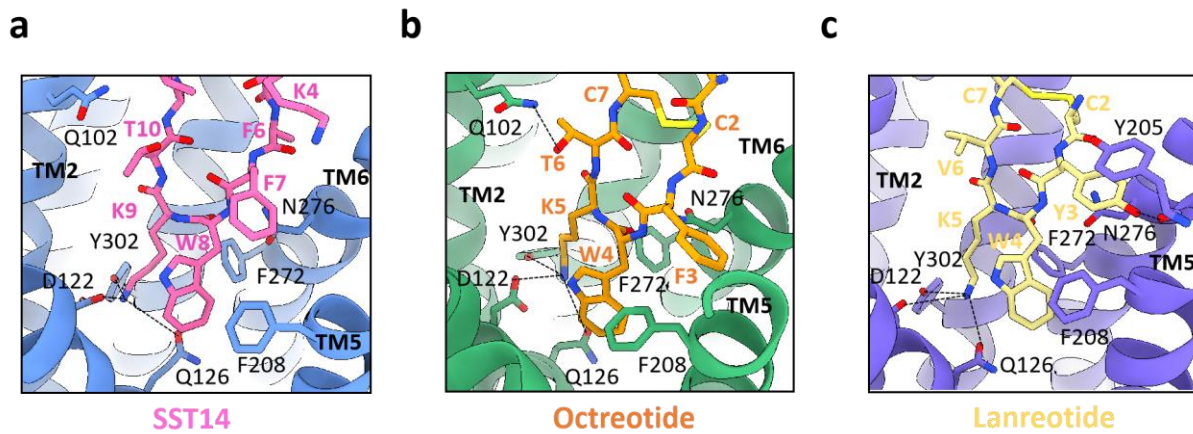 a
b
c
K4
Q102
T10
F6
TM2
F7
TM6
K9
N276
Y302
W8
D122
F272
TM5
F208
Q126
SST14
C7
C2
Q102
T6
TM6
TM2
N276
K5
Y302
W4
D122
F272
F3
TM5
F208
Q126
Octreotide
C7
C2
Y205
TM6
V6
TM2
K5
Y3
W4
F272
N276
Y302
TM5
D122
F208
Q126
Lanreotide